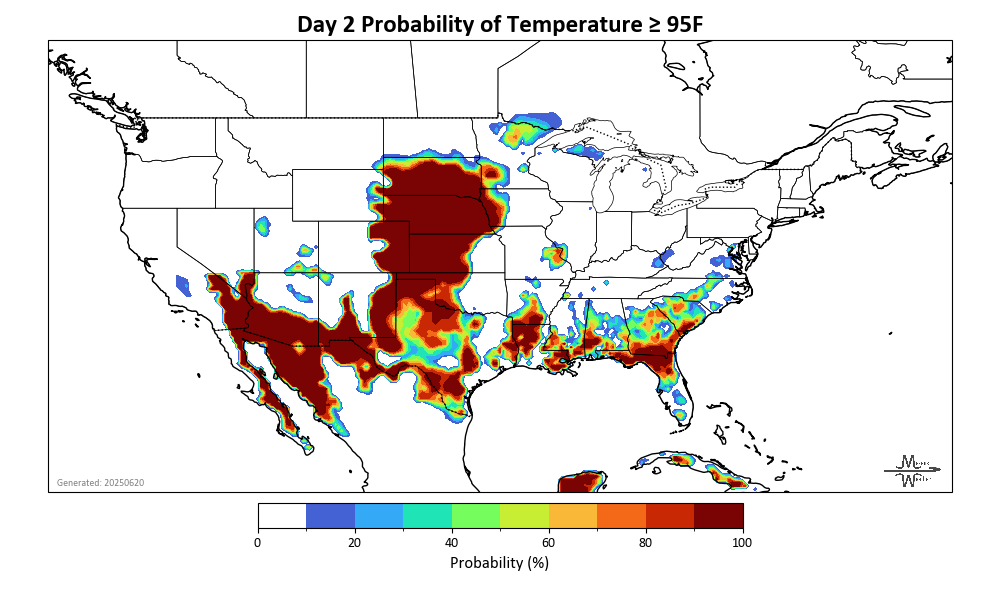 Day 2 Probability of Temperature ≥ 95F
Generated: 20250620
0 20 40 60 80 100
Probability (%)